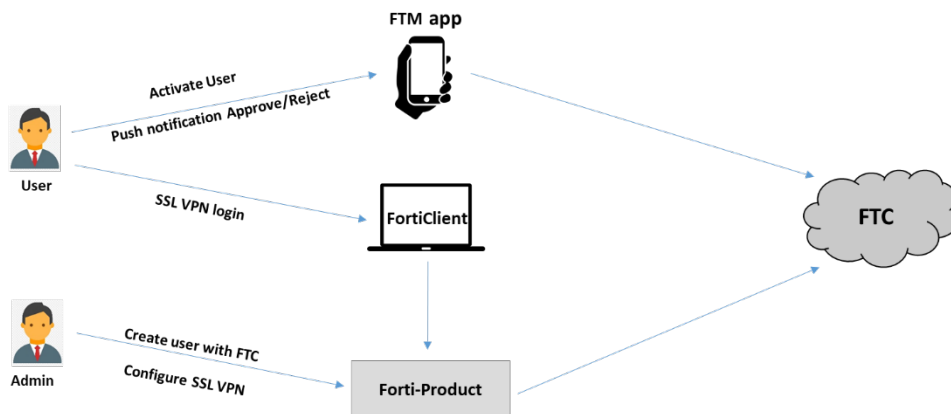 FTM app
Activate User
Push notification Approve/Reject
User
SSL VPN login
FortiClient
FTC
Admin
Create user with FTC
Configure SSL VPN
Forti-Product